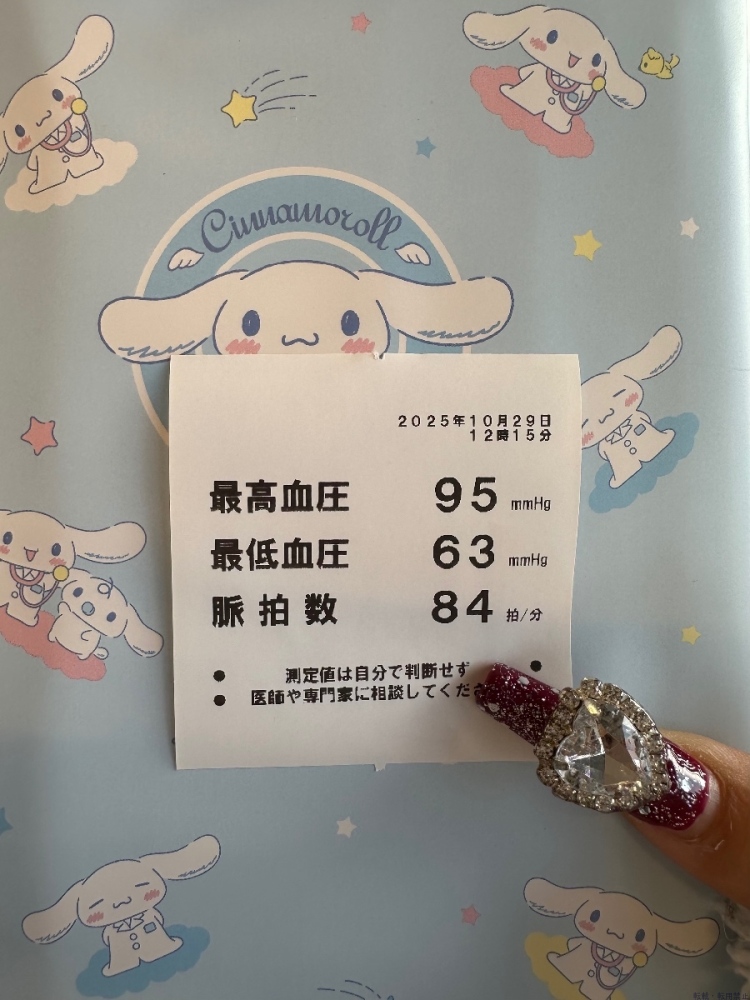 Cinnamoroll
2025年10月29日
12時15分
最高血圧 95 mmHg
最低血圧 63 mmHg
脈拍数 84 拍/分
● 測定値は自分で判断せず ●
● 医師や専門家に相談してくださ